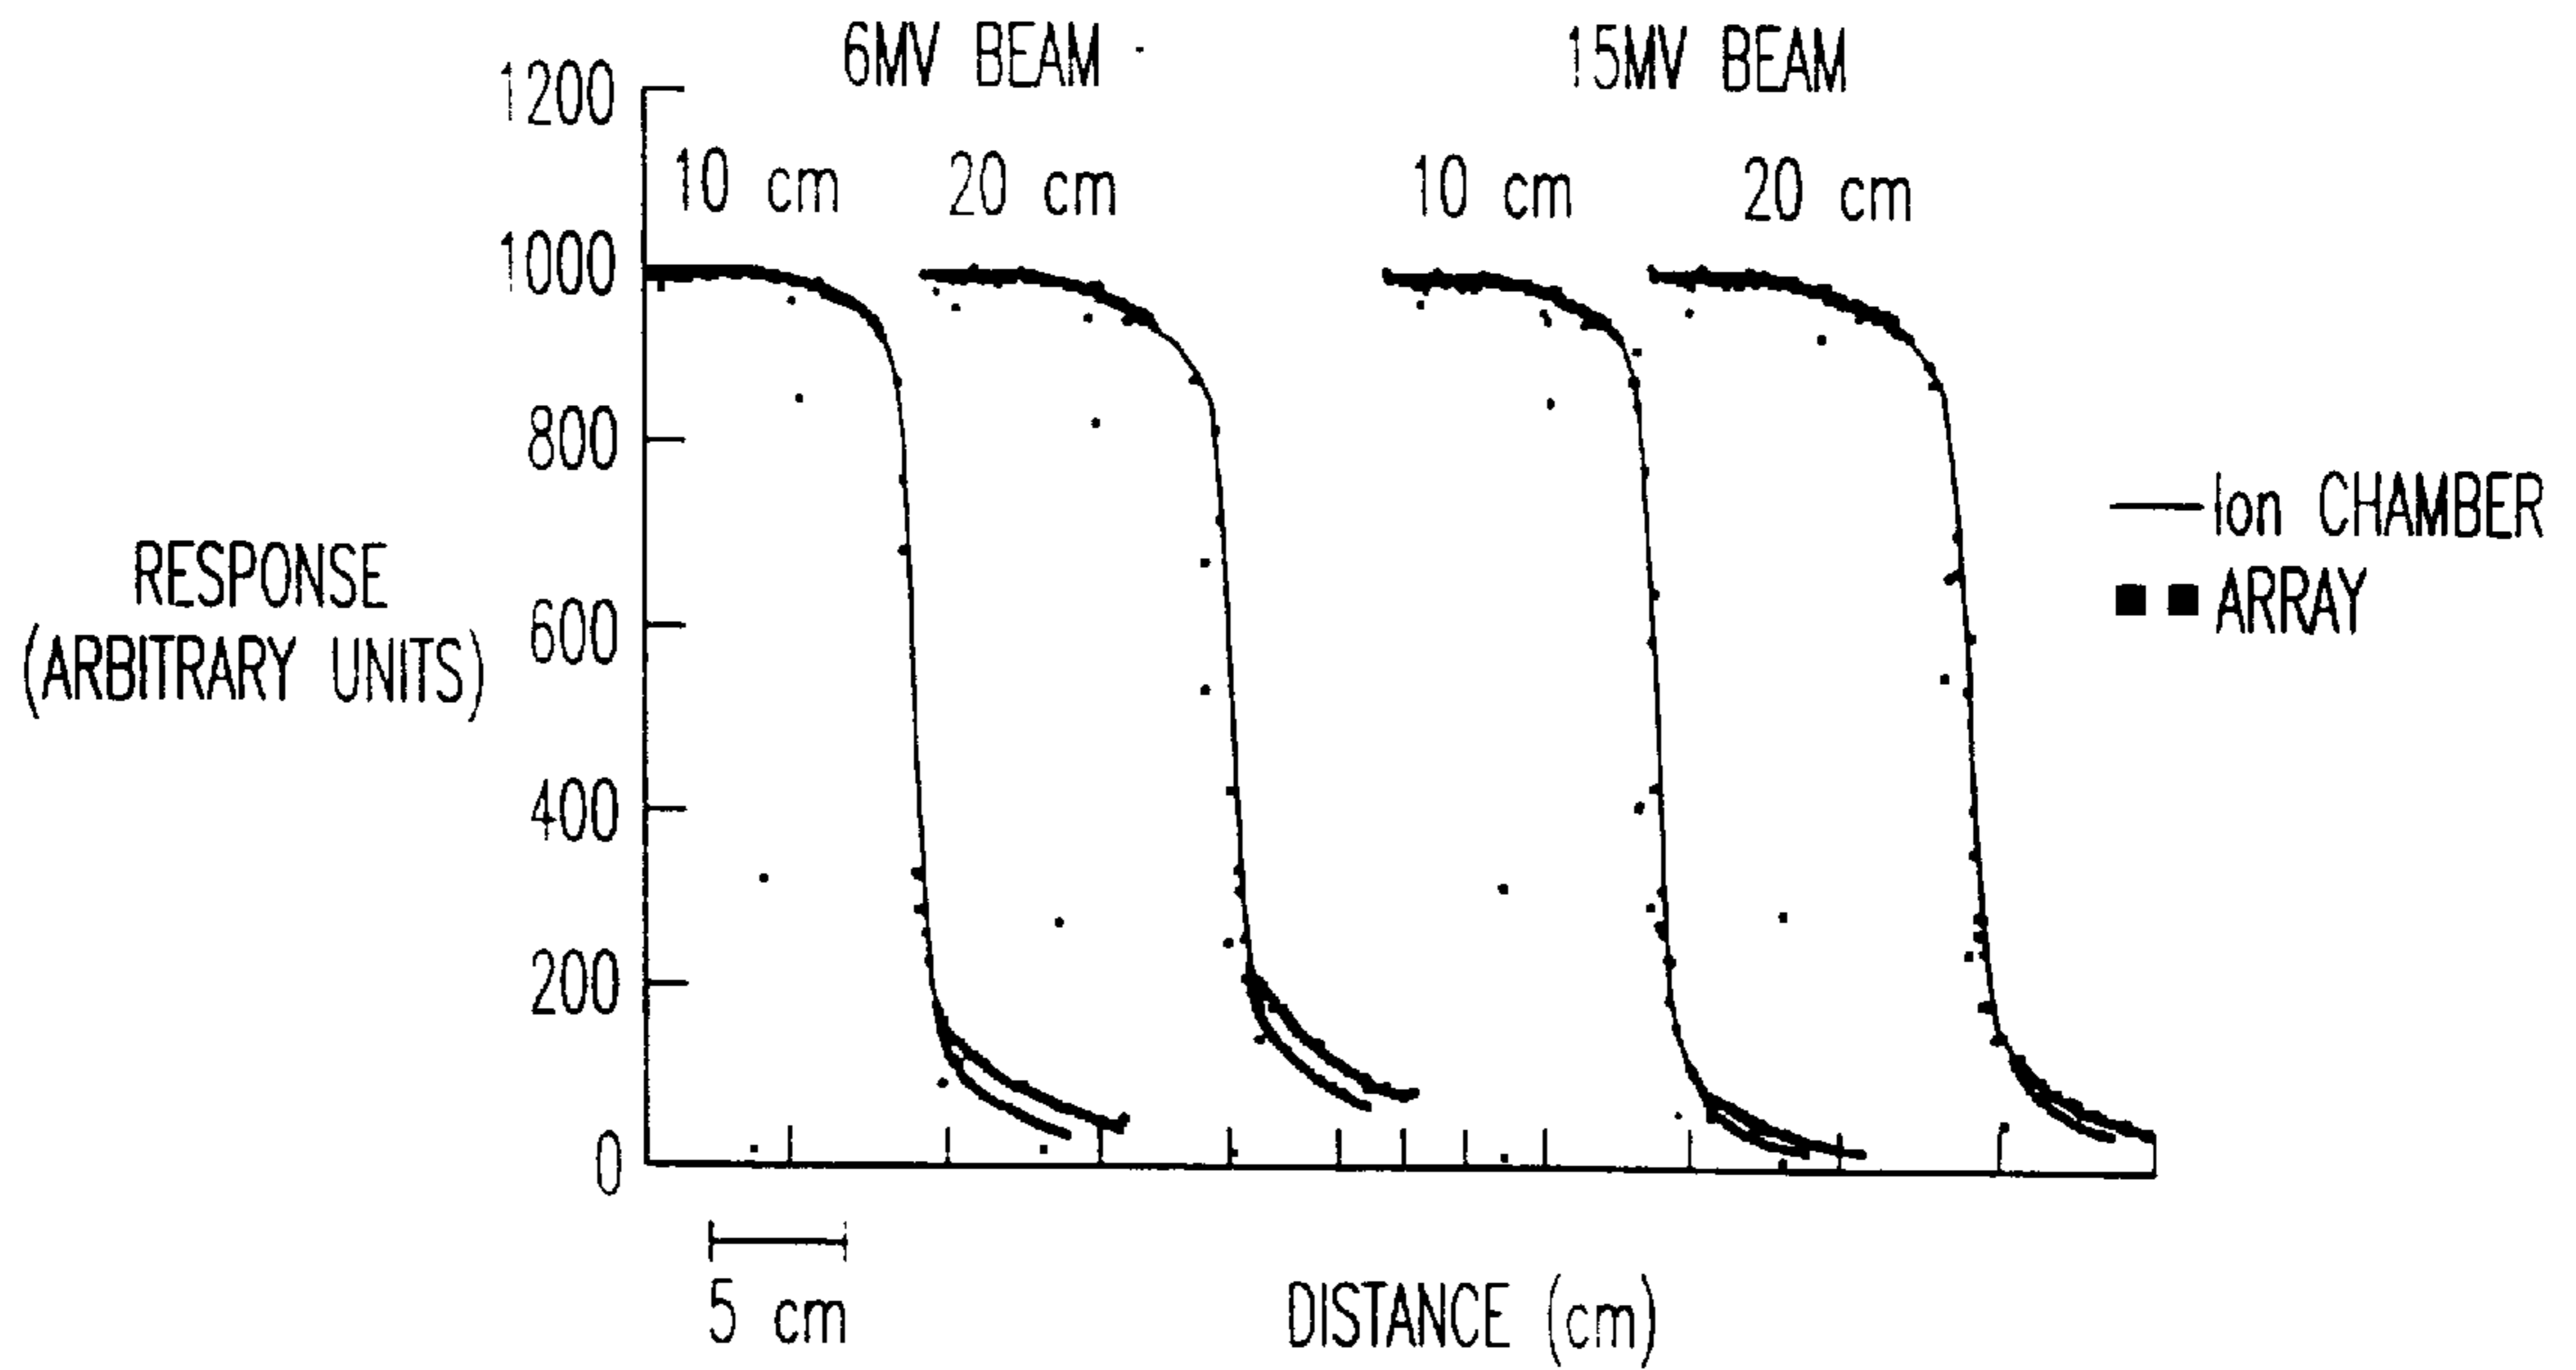 6MV BEAM
15MV BEAM
1200
10 cm
20 cm
10 cm
20 cm
1000
800
600
400
200
0
RESPONSE
(ARBITRARY UNITS)
Ion CHAMBER
ARRAY
5 cm
DISTANCE (cm)